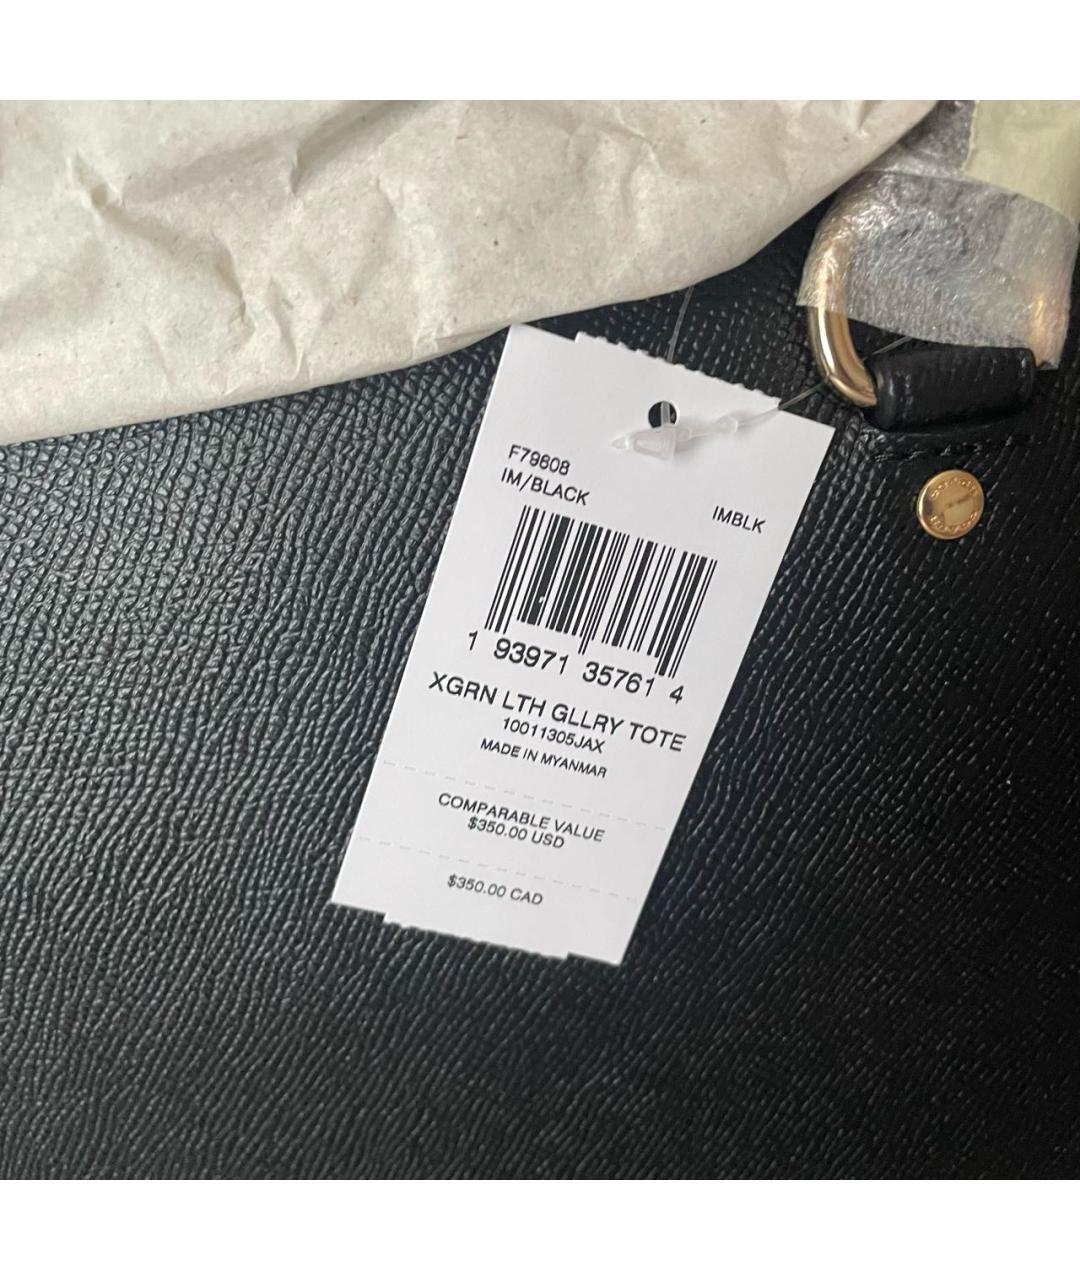 F79608
IM/BLACK
IMBLK
1 93971 35761 4
XGRN LTH GLLRY TOTE
10011305JAX
MADE IN MYANMAR
COMPARABLE VALUE
$350.00 USD
$350.00 CAD